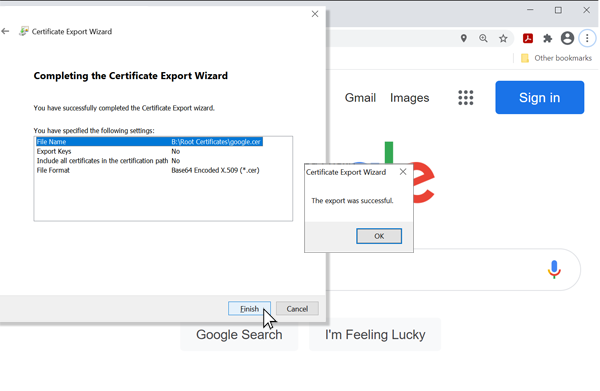 Certificate Export Wizard
Completing the Certificate Export Wizard
You have successfully completed the Certificate Export wizard.
You have specified the following settings:
File Name B:\Root Certificates\google.cer
Export Keys No
Include all certificates in the certification path No
File Format Base64 Encoded X.509 (*.cer)
Finish Cancel
Other bookmarks
Gmail Images Sign in
Certificate Export Wizard
The export was successful.
OK
Google Search I'm Feeling Lucky